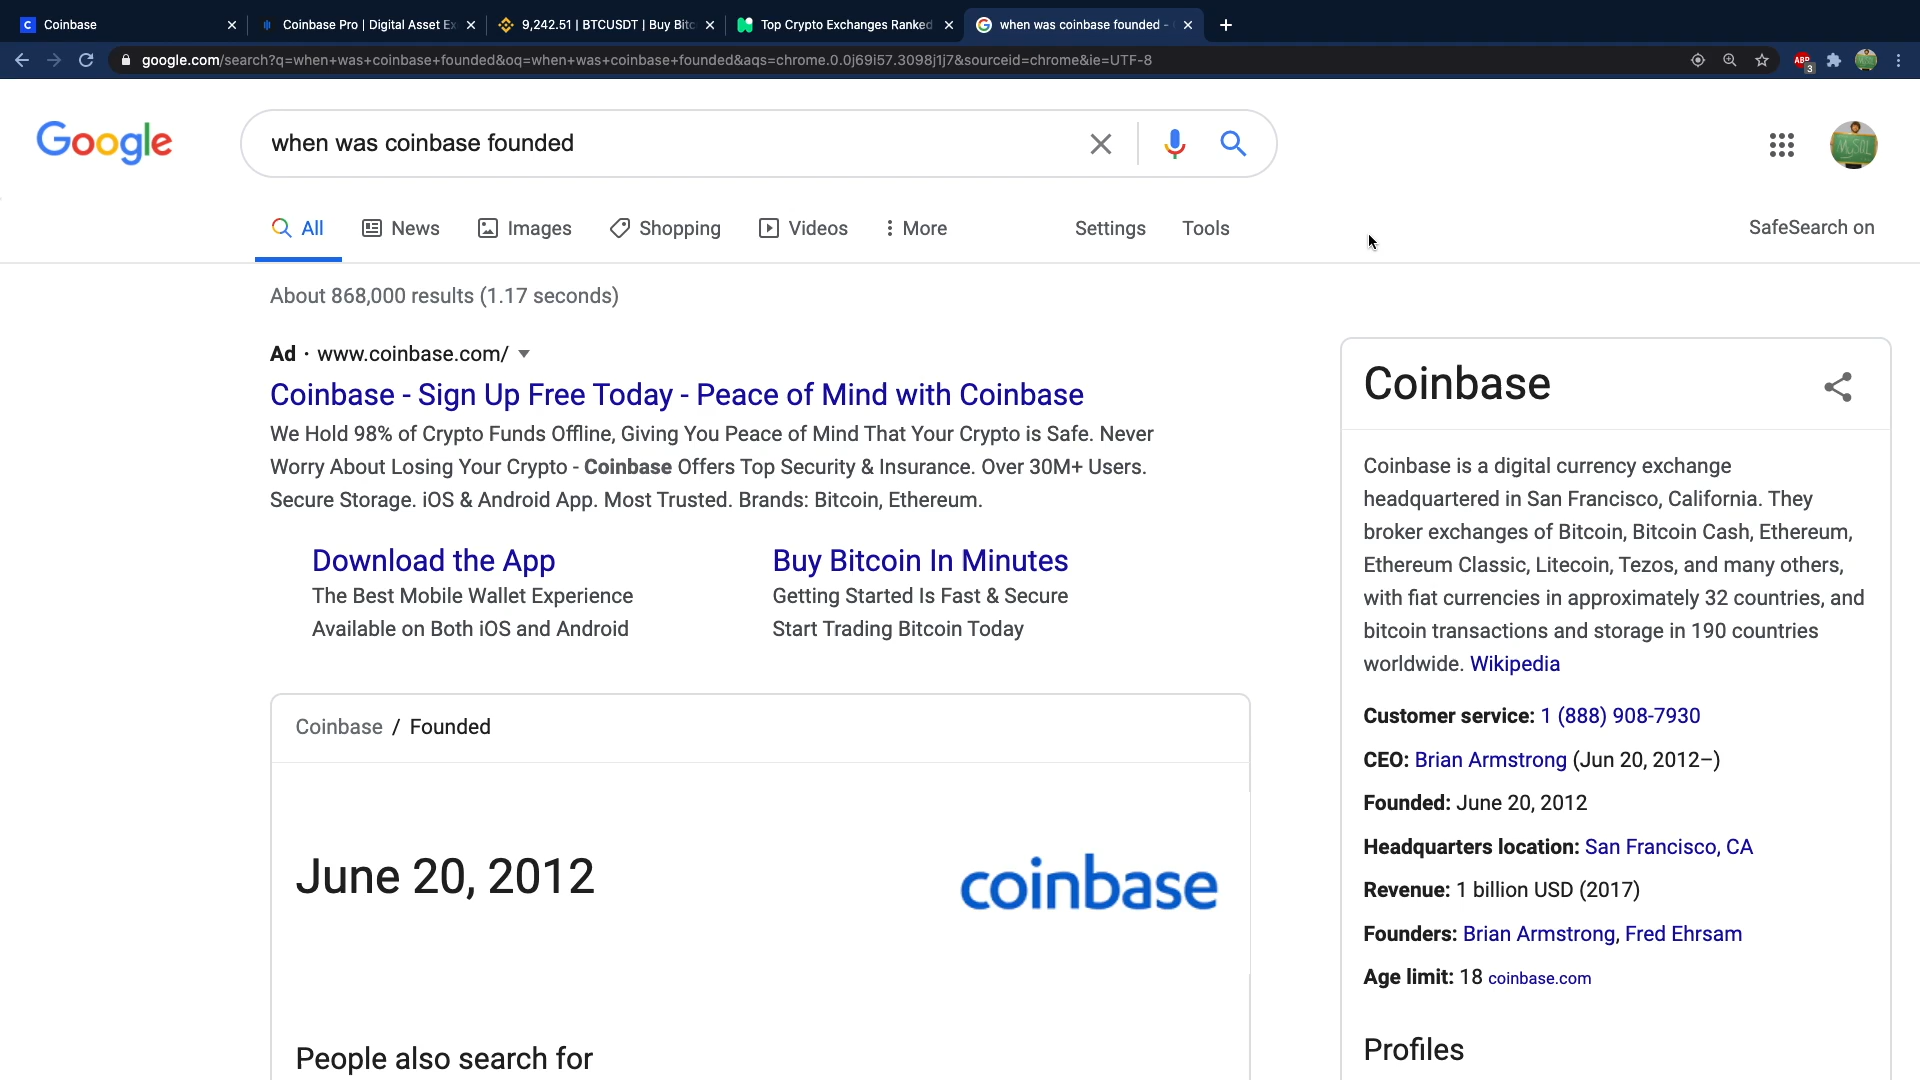 Coinbase
Coinbase Pro | Digital Asset Ex
9,242.51 | BTCUSDT | Buy Bitc
Top Crypto Exchanges Ranked
when was coinbase founded -
google.com/search?q=when+was+coinbase+founded&oq=when+was+coinbase+founded&aqs=chrome.0.0j69i57.3098j1j7&sourceid=chrome&ie=UTF-8
ABP
3
Google
when was coinbase founded
MySQL
All
News
Images
Shopping
Videos
More
Settings
Tools
SafeSearch on
About 868,000 results (1.17 seconds)
Ad · www.coinbase.com/
Coinbase - Sign Up Free Today - Peace of Mind with Coinbase
We Hold 98% of Crypto Funds Offline, Giving You Peace of Mind That Your Crypto is Safe. Never
Worry About Losing Your Crypto - Coinbase Offers Top Security & Insurance. Over 30M+ Users.
Secure Storage. iOS & Android App. Most Trusted. Brands: Bitcoin, Ethereum.
Download the App
The Best Mobile Wallet Experience
Available on Both iOS and Android
Buy Bitcoin In Minutes
Getting Started Is Fast & Secure
Start Trading Bitcoin Today
Coinbase / Founded
June 20, 2012
coinbase
People also search for
Coinbase
Coinbase is a digital currency exchange
headquartered in San Francisco, California. They
broker exchanges of Bitcoin, Bitcoin Cash, Ethereum,
Ethereum Classic, Litecoin, Tezos, and many others,
with fiat currencies in approximately 32 countries, and
bitcoin transactions and storage in 190 countries
worldwide. Wikipedia
Customer service: 1 (888) 908-7930
CEO: Brian Armstrong (Jun 20, 2012–)
Founded: June 20, 2012
Headquarters location: San Francisco, CA
Revenue: 1 billion USD (2017)
Founders: Brian Armstrong, Fred Ehrsam
Age limit: 18 coinbase.com
Profiles